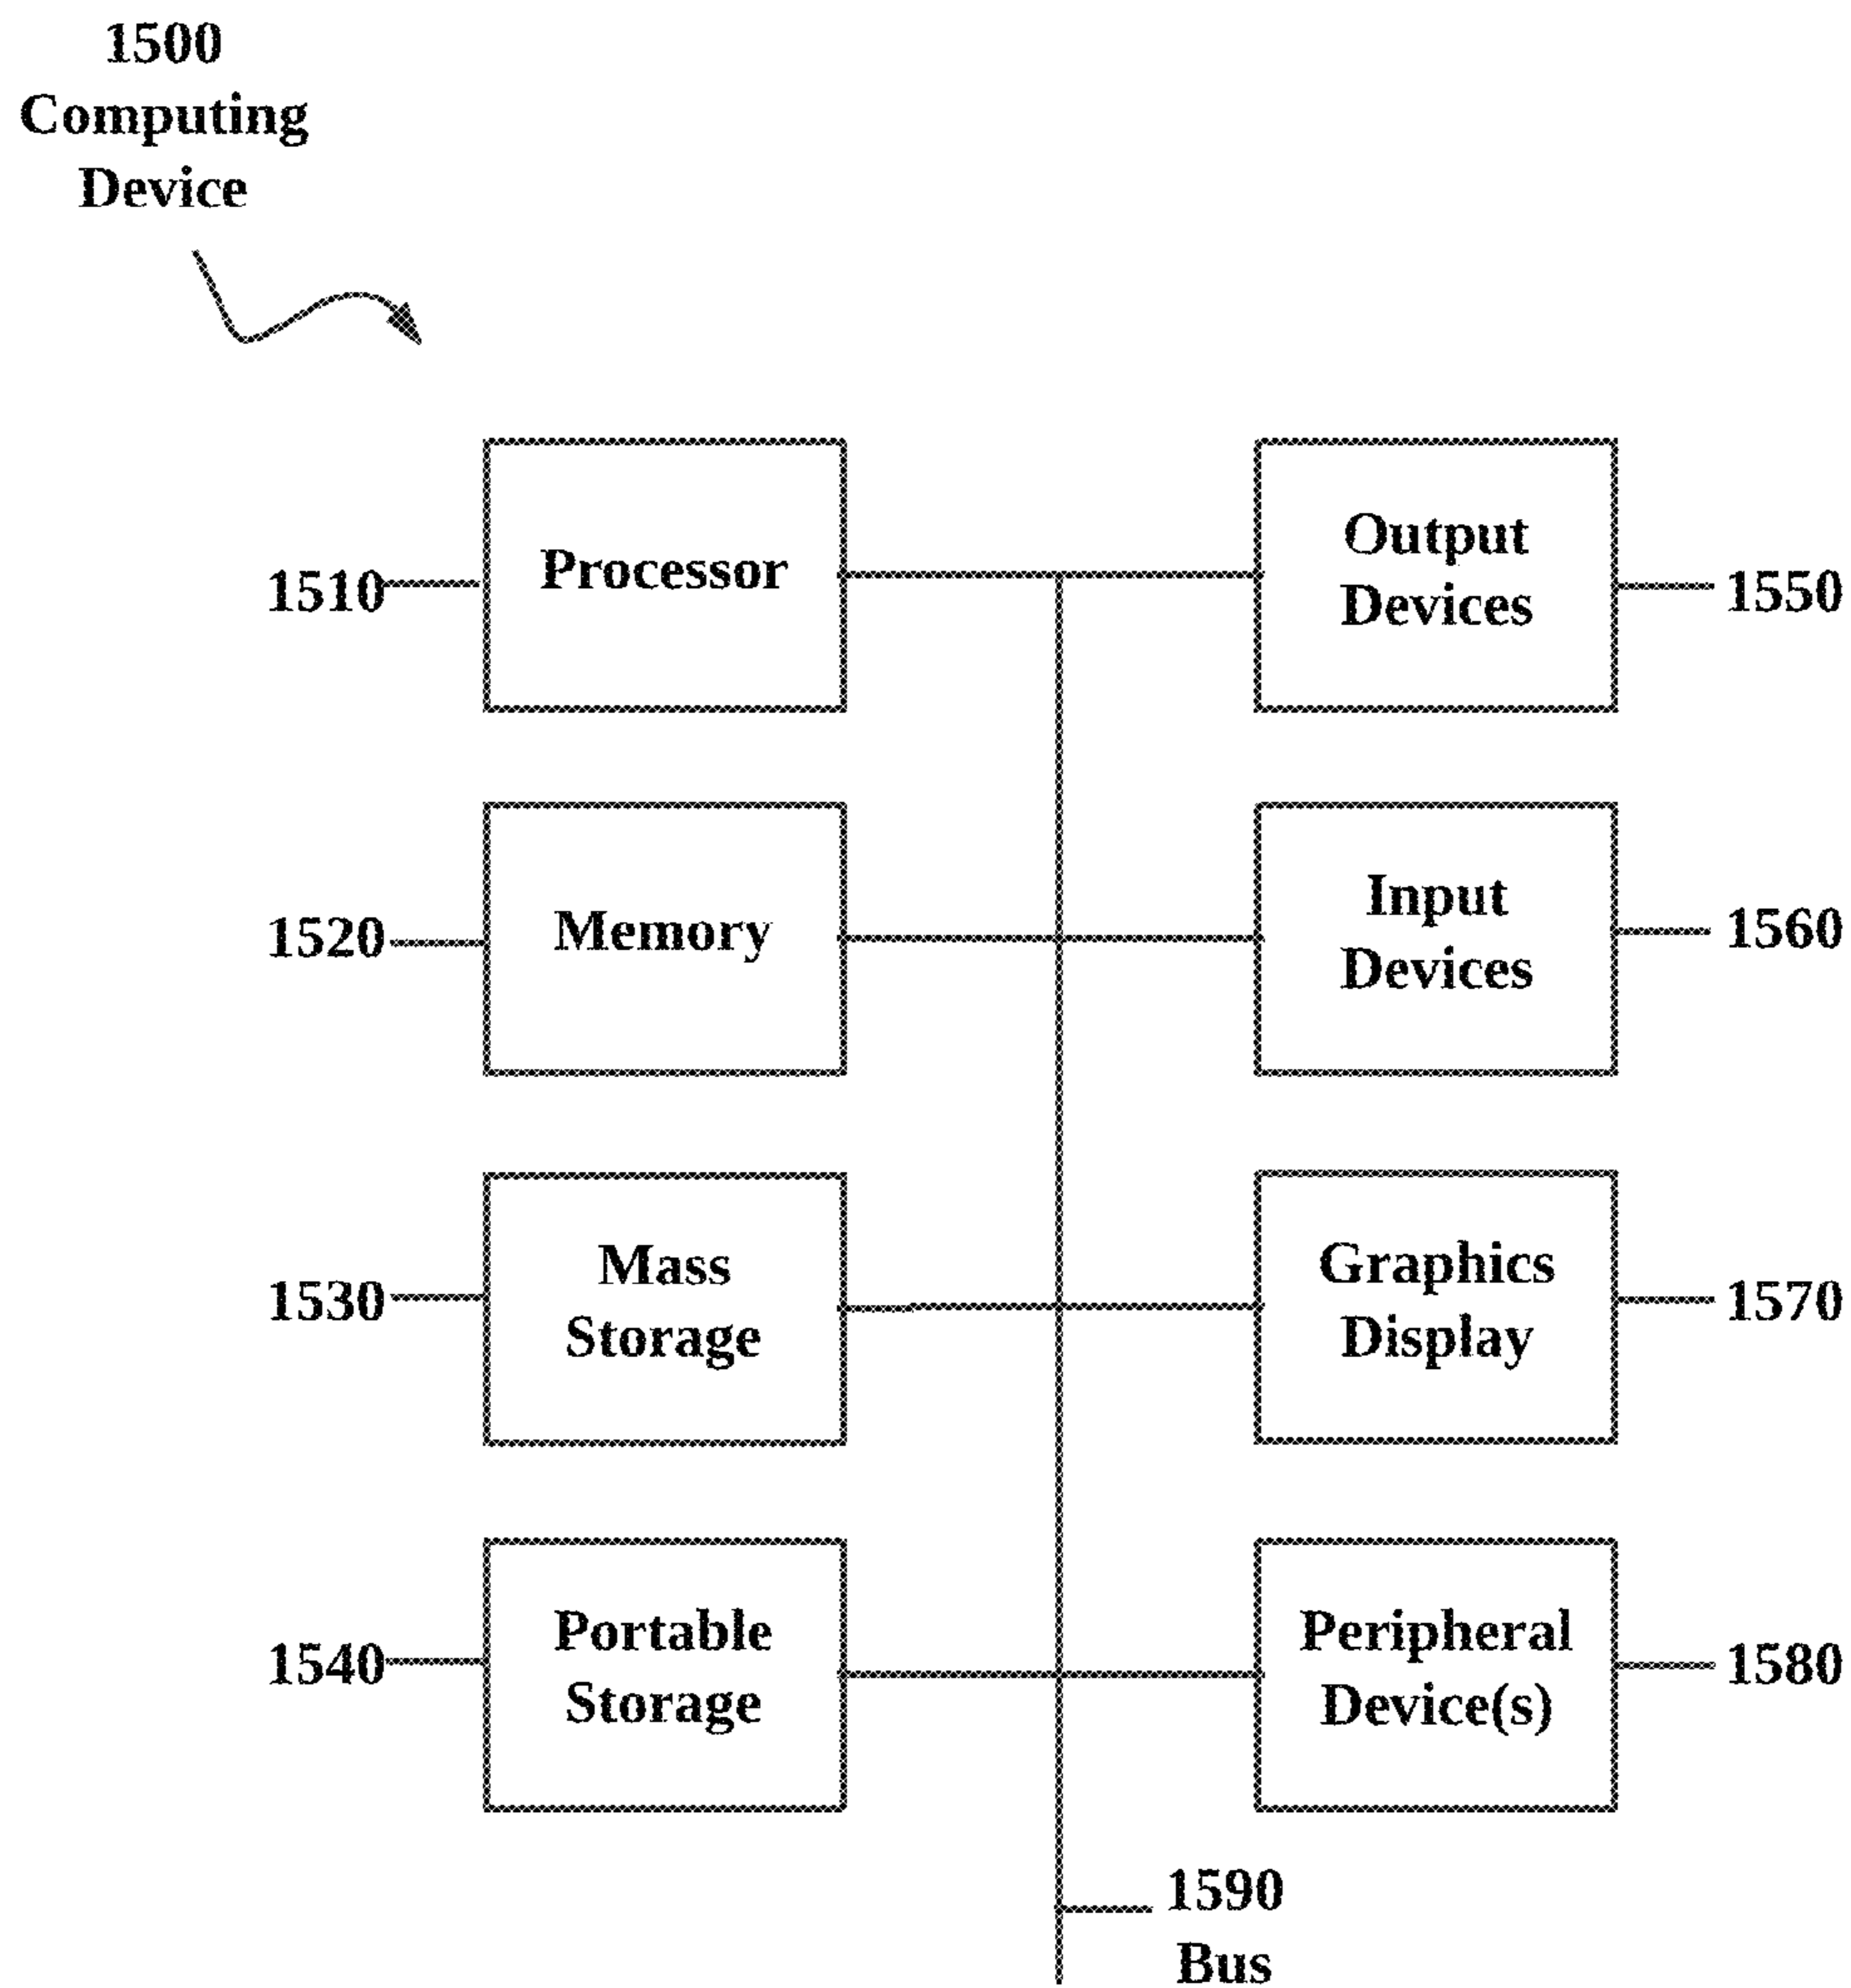 1500
Computing
Device
1510
Processor
Output
Devices
1550
1520
Memory
Input
Devices
1560
1530
Mass
Storage
Graphics
Display
1570
1540
Portable
Storage
Peripheral
Device(s)
1580
1590
Bus